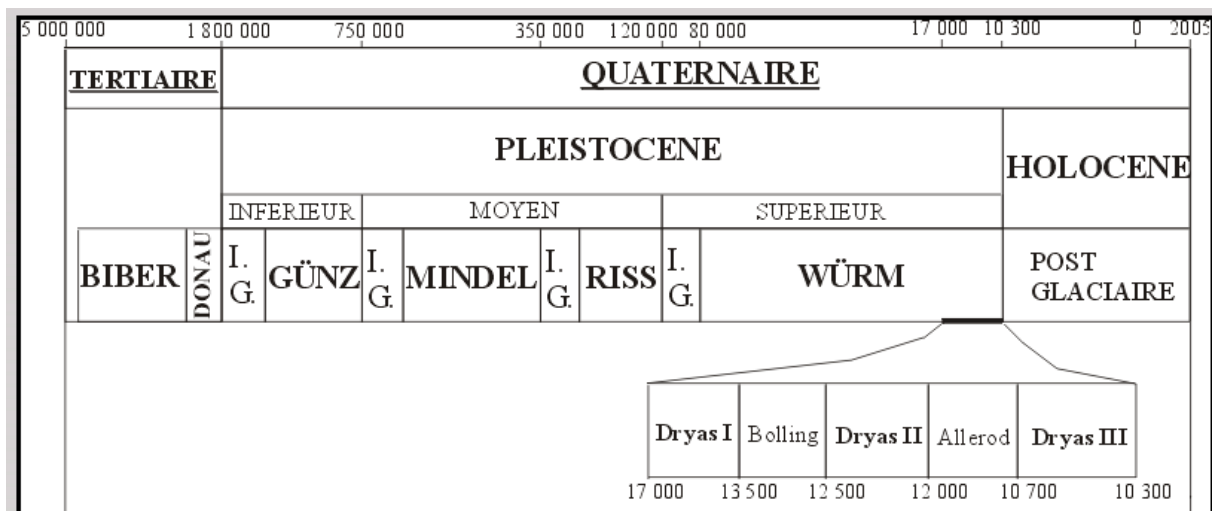 5 000 000 1 800 000 750 000 350 000 120 000 80 000 17 000 10 300 0 2005
TERTIAIRE QUATERNAIRE
PLEISTOCENE
HOLOCENE
INFERIEUR MOYEN SUPERIEUR
BIBER DONAU I. G. GÜNZ I. G. MINDEL I. G. RISS I. G. WÜRM POST GLACIAIRE
Dryas I Bolling Dryas II Allerod Dryas III
17 000 13 500 12 500 12 000 10 700 10 300